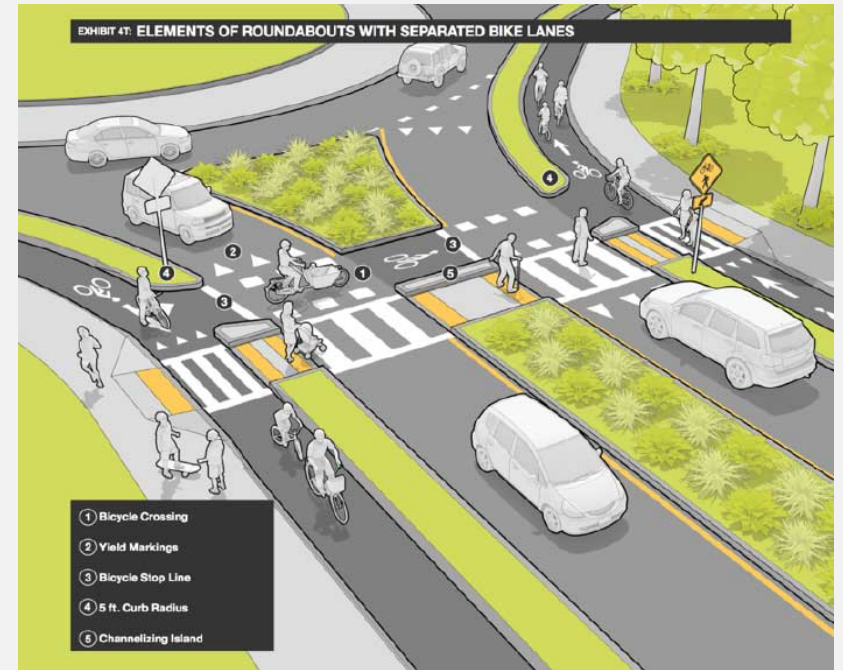 EXHIBIT 4T: ELEMENTS OF ROUNDABOUTS WITH SEPARATED BIKE LANES
4
2
1
3
5
4
3
1 Bicycle Crossing
2 Yield Markings
3 Bicycle Stop Line
4 5 ft. Curb Radius
5 Channelizing Island